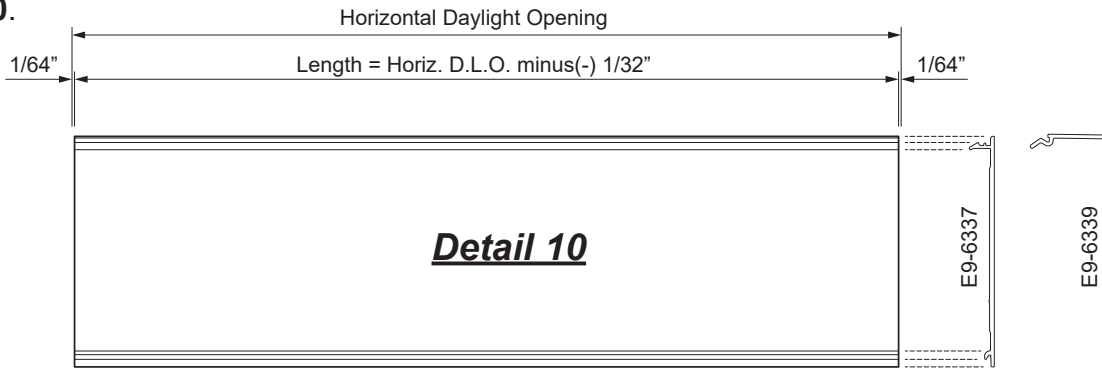 0.
Horizontal Daylight Opening
1/64”
Length = Horiz. D.L.O. minus(-) 1/32”
1/64”
Detail 10
E9-6337
E9-6339